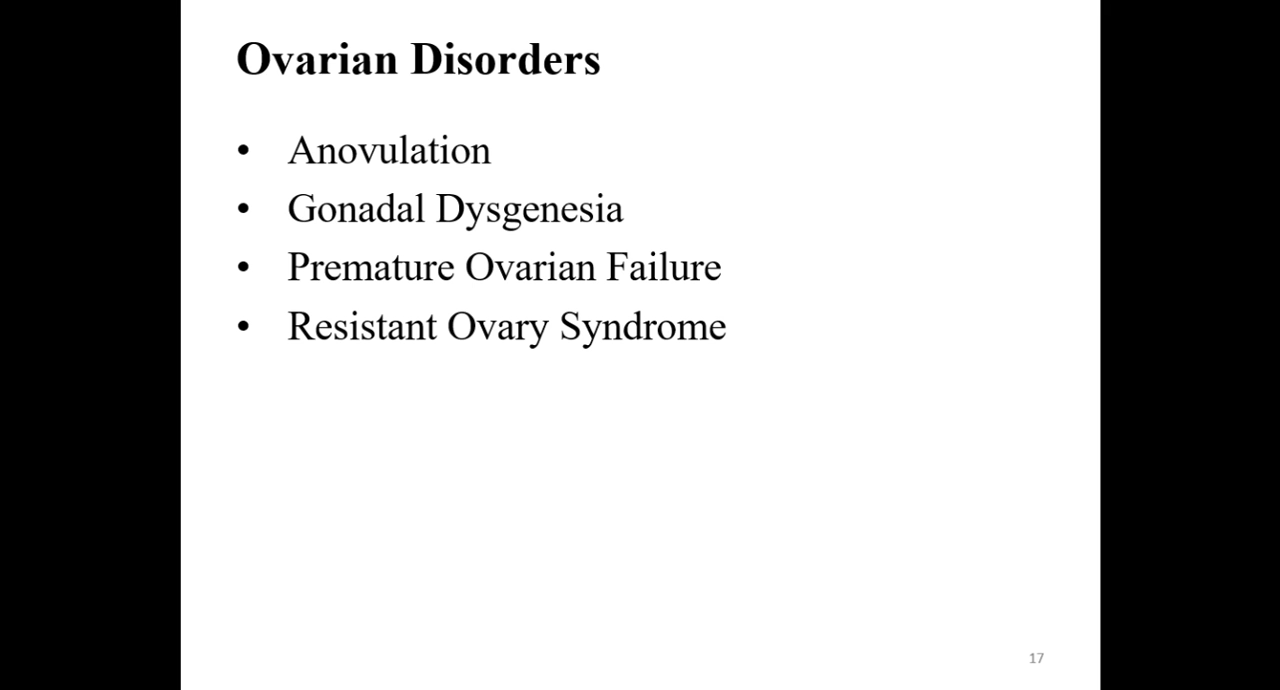 Ovarian Disorders
• Anovulation
• Gonadal Dysgenesia
• Premature Ovarian Failure
• Resistant Ovary Syndrome
17